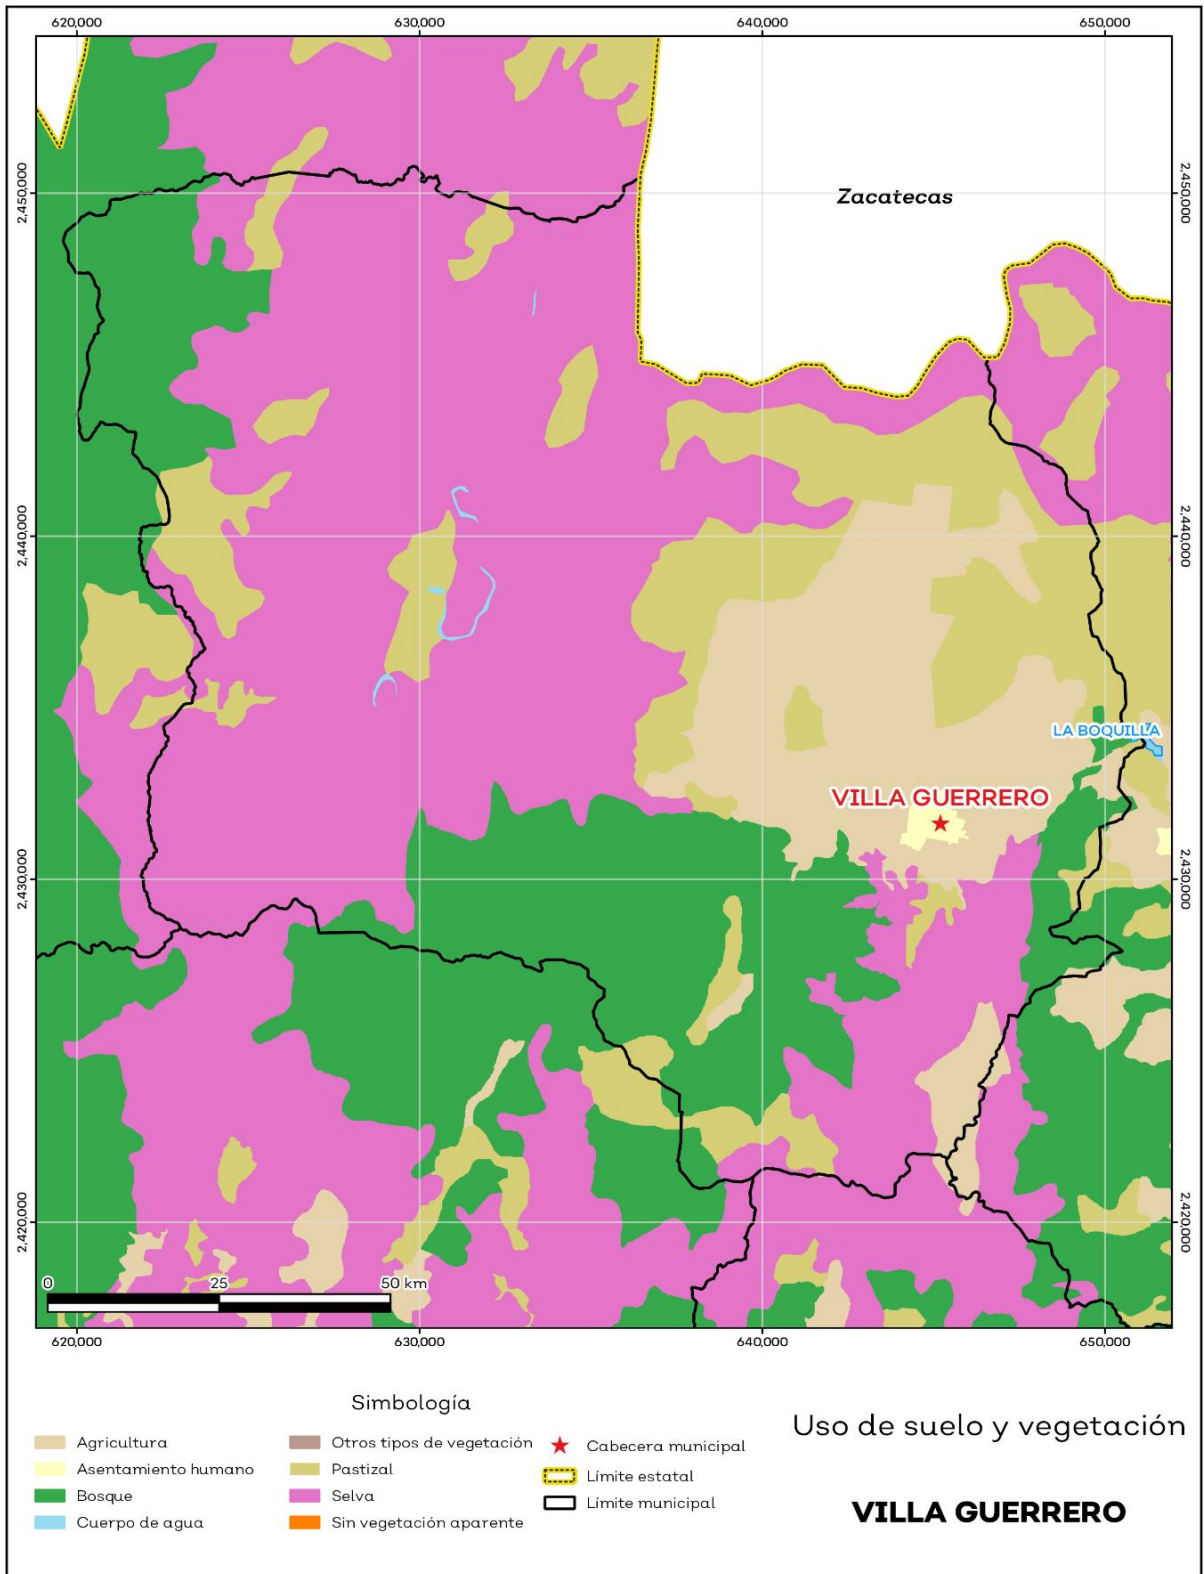 620,000 630,000 640,000 650,000
2,450,000 2,450,000
Zacatecas
2,440,000 2,440,000
LA BOQUILLA
VILLA GUERRERO
2,430,000 2,430,000
2,420,000 2,420,000
0 25 50 km
620,000 630,000 640,000 650,000
Simbología
Agricultura
Asentamiento humano
Bosque
Cuerpo de agua
Otros tipos de vegetación
Pastizal
Selva
Sin vegetación aparente
Cabecera municipal
Límite estatal
Límite municipal
Uso de suelo y vegetación
VILLA GUERRERO